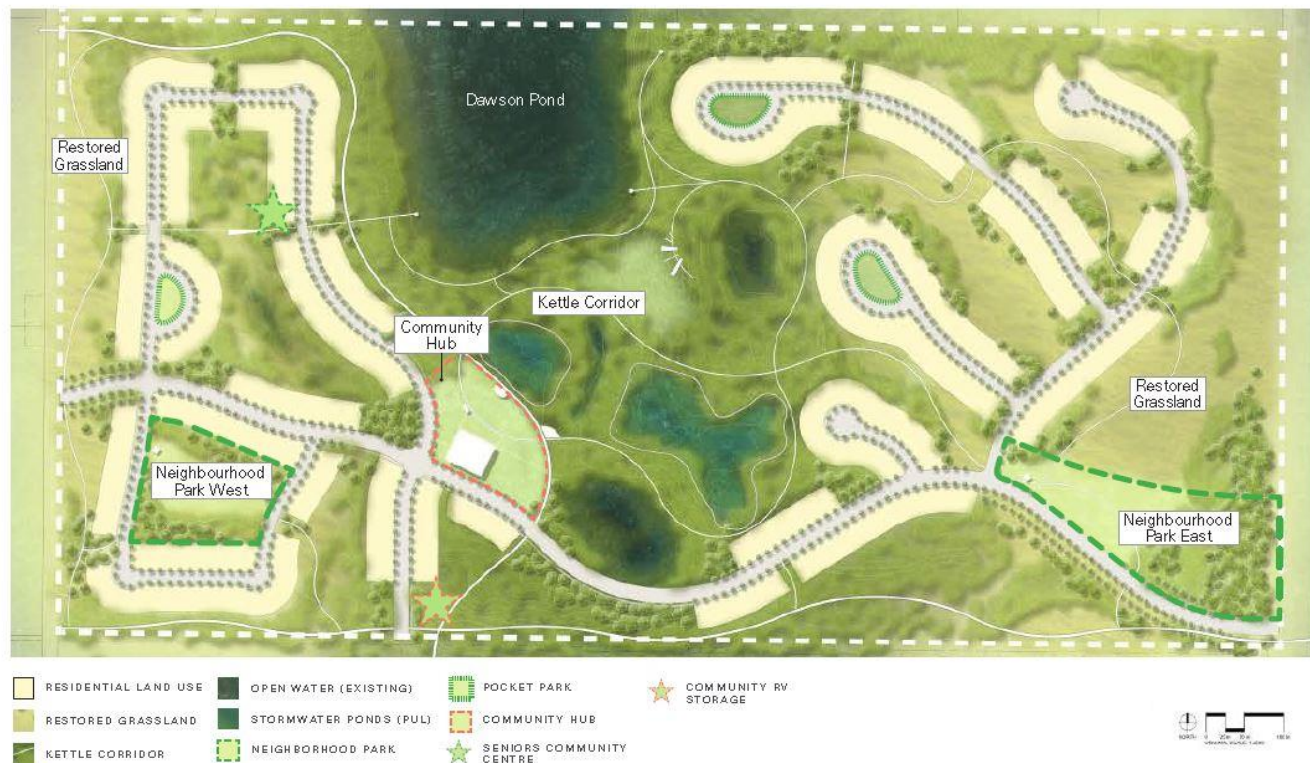 Dawson Pond
Restored
Grassland
Kettle Corridor
Community
Hub
Restored
Grassland
Neighbourhood
Park West
Neighbourhood
Park East
RESIDENTIAL LAND USE
RESTORED GRASSLAND
KETTLE CORRIDOR
OPEN WATER (EXISTING)
STORMWATER PONDS (PUL)
NEIGHBORHOOD PARK
POCKET PARK
COMMUNITY HUB
SENIORS COMMUNITY
CENTRE
COMMUNITY RV
STORAGE
NORTH